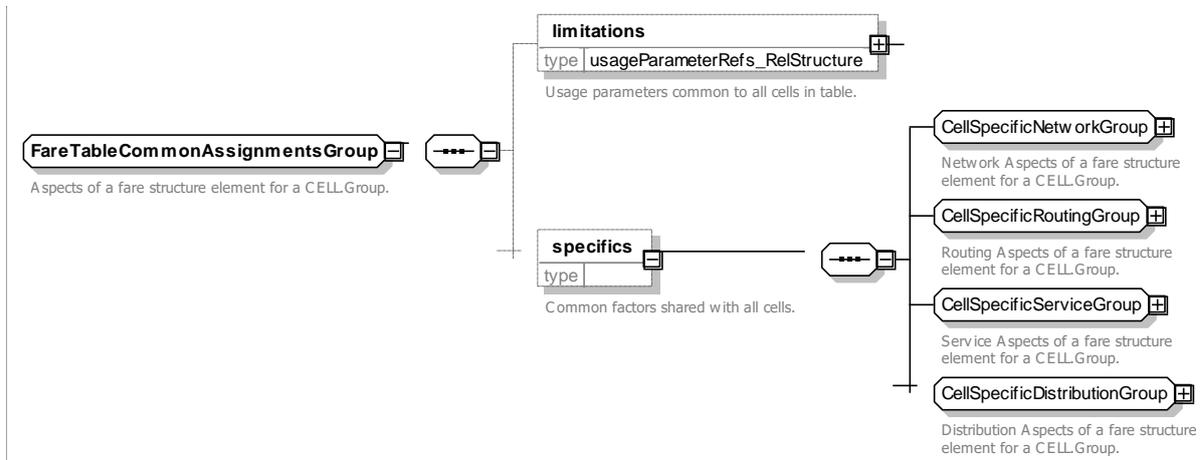 limitations
type usageParameterRefs_RelStructure
Usage parameters common to all cells in table.
FareTableCommonAssignmentsGroup
Aspects of a fare structure element for a CELL.Group.
specifics
type
Common factors shared with all cells.
CellSpecificNetworkGroup
Network Aspects of a fare structure
element for a CELL.Group.
CellSpecificRoutingGroup
Routing Aspects of a fare structure
element for a CELL.Group.
CellSpecificServiceGroup
Service Aspects of a fare structure
element for a CELL.Group.
CellSpecificDistributionGroup
Distribution Aspects of a fare structure
element for a CELL.Group.